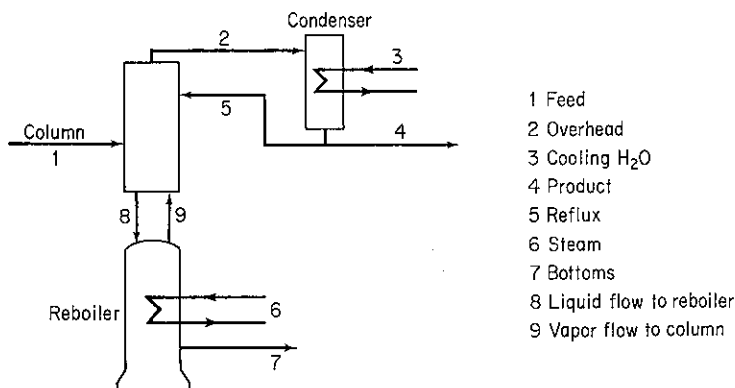 Condenser
2
3
5
4
Column
1
8
9
Reboiler
6
7
1 Feed
2 Overhead
3 Cooling H₂O
4 Product
5 Reflux
6 Steam
7 Bottoms
8 Liquid flow to reboiler
9 Vapor flow to column